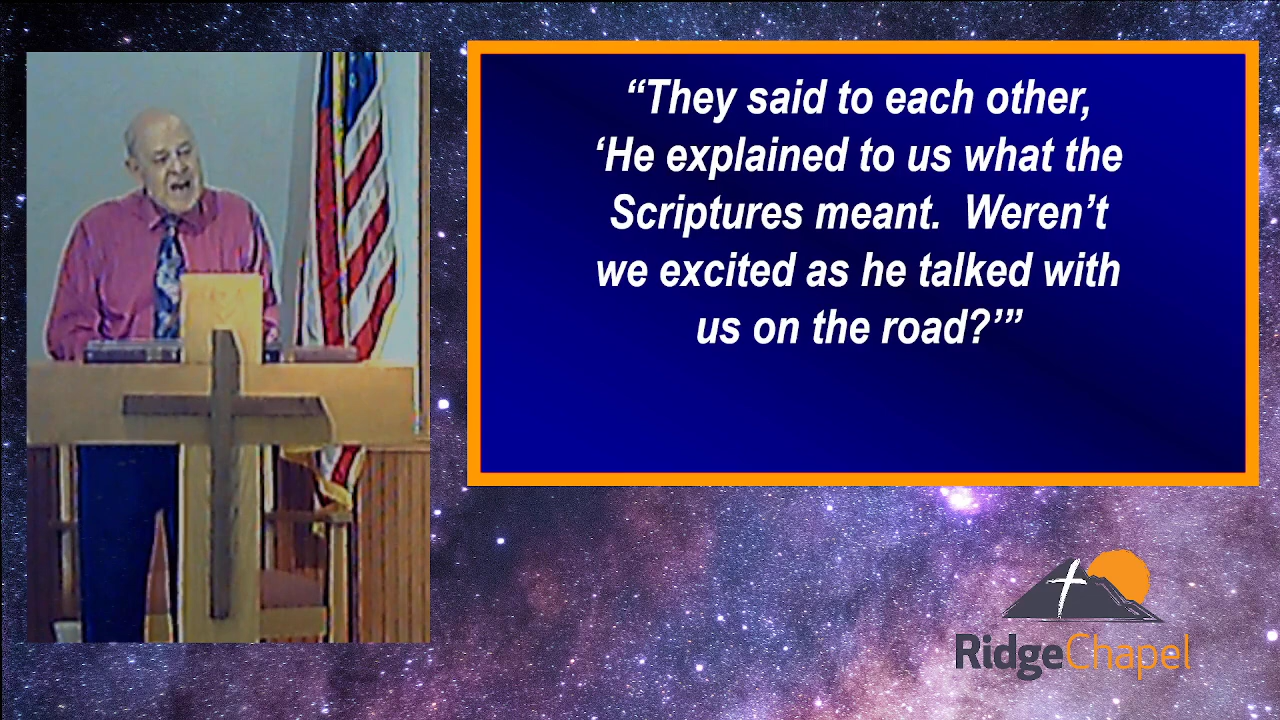 “They said to each other,
‘He explained to us what the
Scriptures meant.  Weren’t
we excited as he talked with
us on the road?’”
RidgeChapel